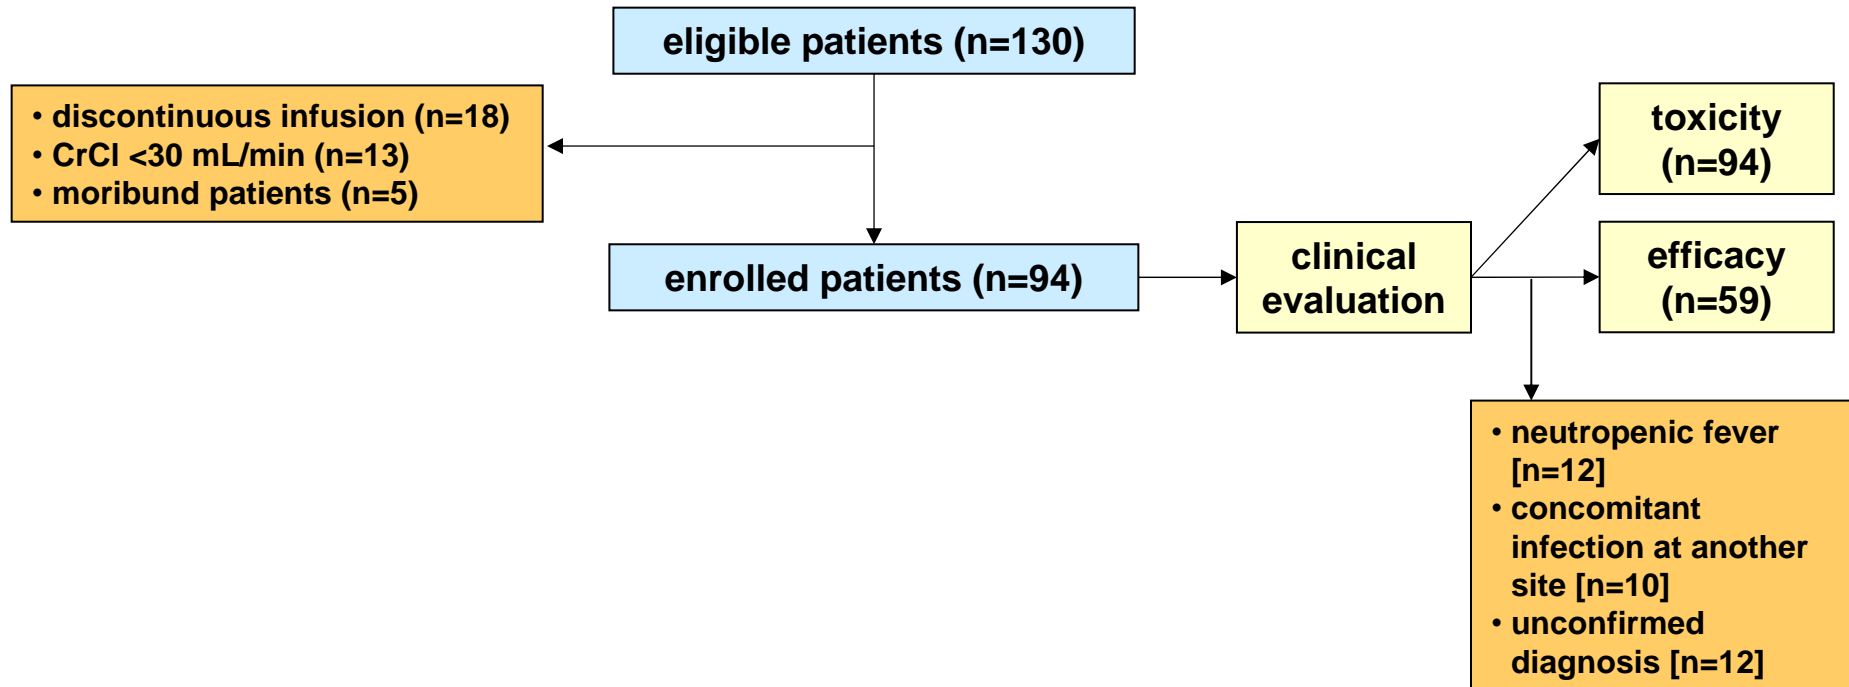 eligible patients (n=130)
• discontinuous infusion (n=18)
• CrCl <30 mL/min (n=13)
• moribund patients (n=5)
enrolled patients (n=94)
clinical
evaluation
toxicity
(n=94)
efficacy
(n=59)
• neutropenic fever
[n=12]
• concomitant
infection at another
site [n=10]
• unconfirmed
diagnosis [n=12]